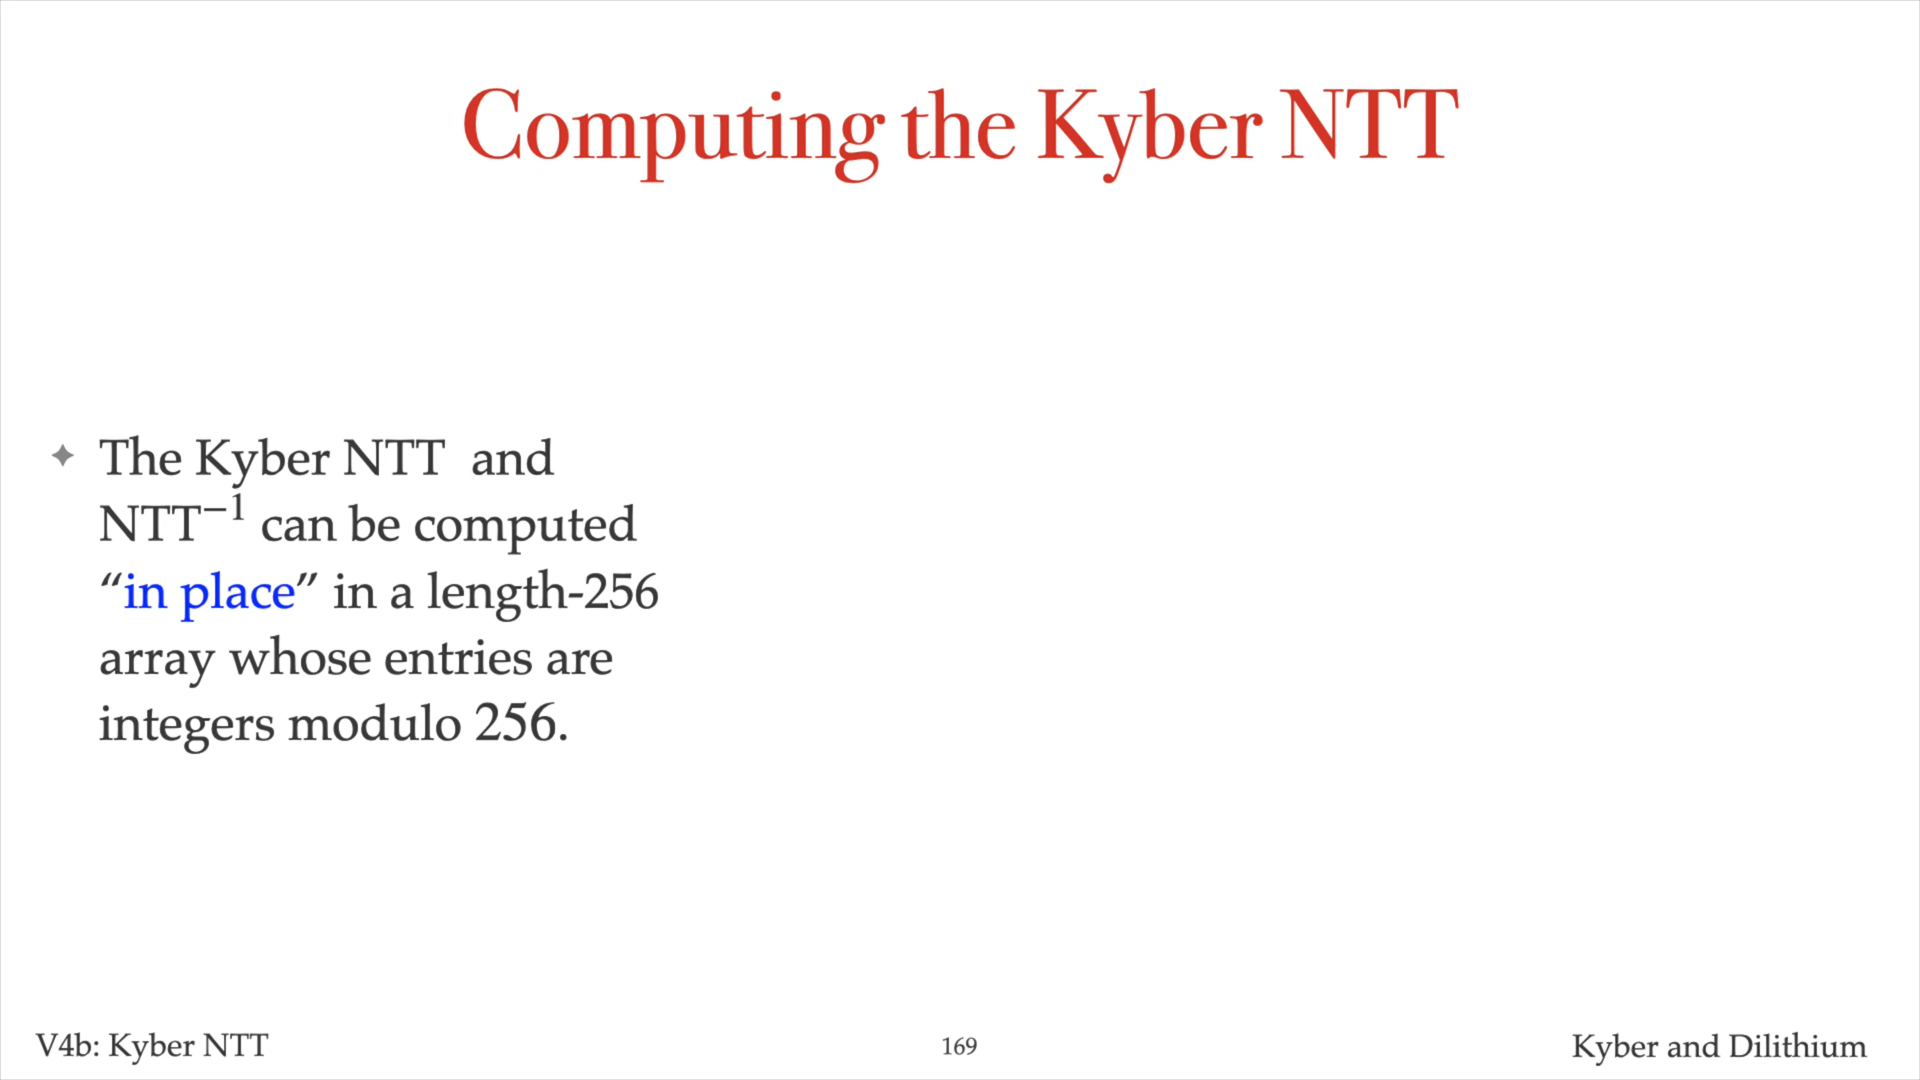 Computing the Kyber NTT
✦ The Kyber NTT and
NTT⁻¹ can be computed
“in place” in a length-256
array whose entries are
integers modulo 256.
V4b: Kyber NTT
169
Kyber and Dilithium